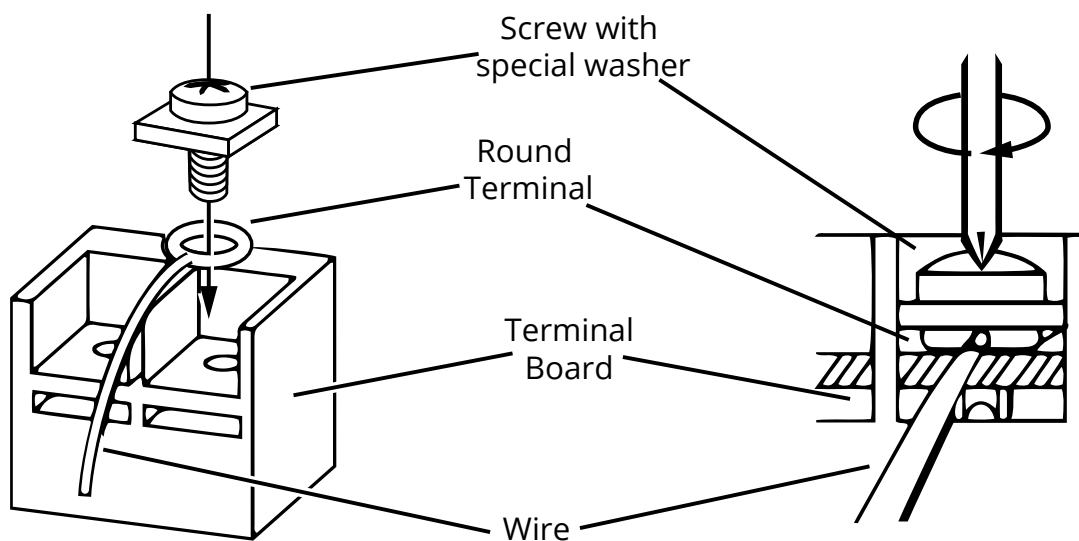 Screw with
special washer
Round
Terminal
Terminal
Board
Wire